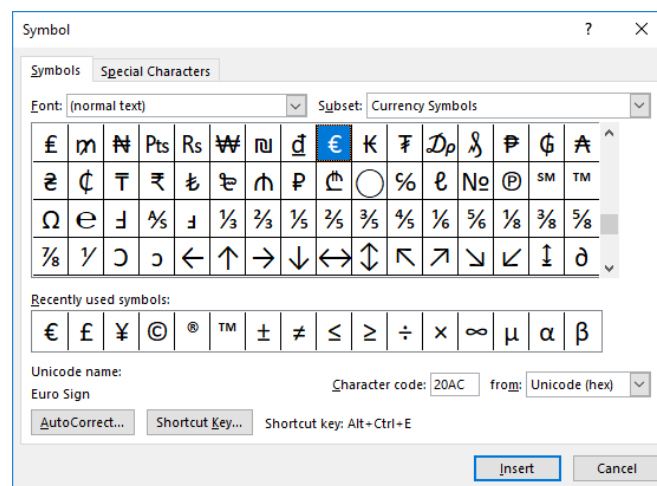 Symbol ? ×
Symbols Special Characters
Font: (normal text) Subset: Currency Symbols
₤ ₥ ₦ ₧ ₨ ₩ ₪ ₫ € ₭ ₮ ₯ ₰ ₱ ₲ ₳
₴ ₵ ₸ ₹ ₺ ₻ ₼ ₽ ₾ ⃝ ℅ ℓ № ℗ ℠ ™
Ω ℮ Ⅎ ⅍ ⅎ ⅓ ⅔ ⅕ ⅖ ⅗ ⅘ ⅙ ⅚ ⅛ ⅜ ⅝
⅞ ⅟ Ↄ ↄ ← ↑ → ↓ ↔ ↕ ↖ ↗ ↘ ↙ ↨ ∂
Recently used symbols:
€ £ ¥ © ® ™ ± ≠ ≤ ≥ ÷ × ∞ µ α β
Unicode name:
Euro Sign
Character code: 20AC from: Unicode (hex)
AutoCorrect... Shortcut Key... Shortcut key: Alt+Ctrl+E
Insert Cancel